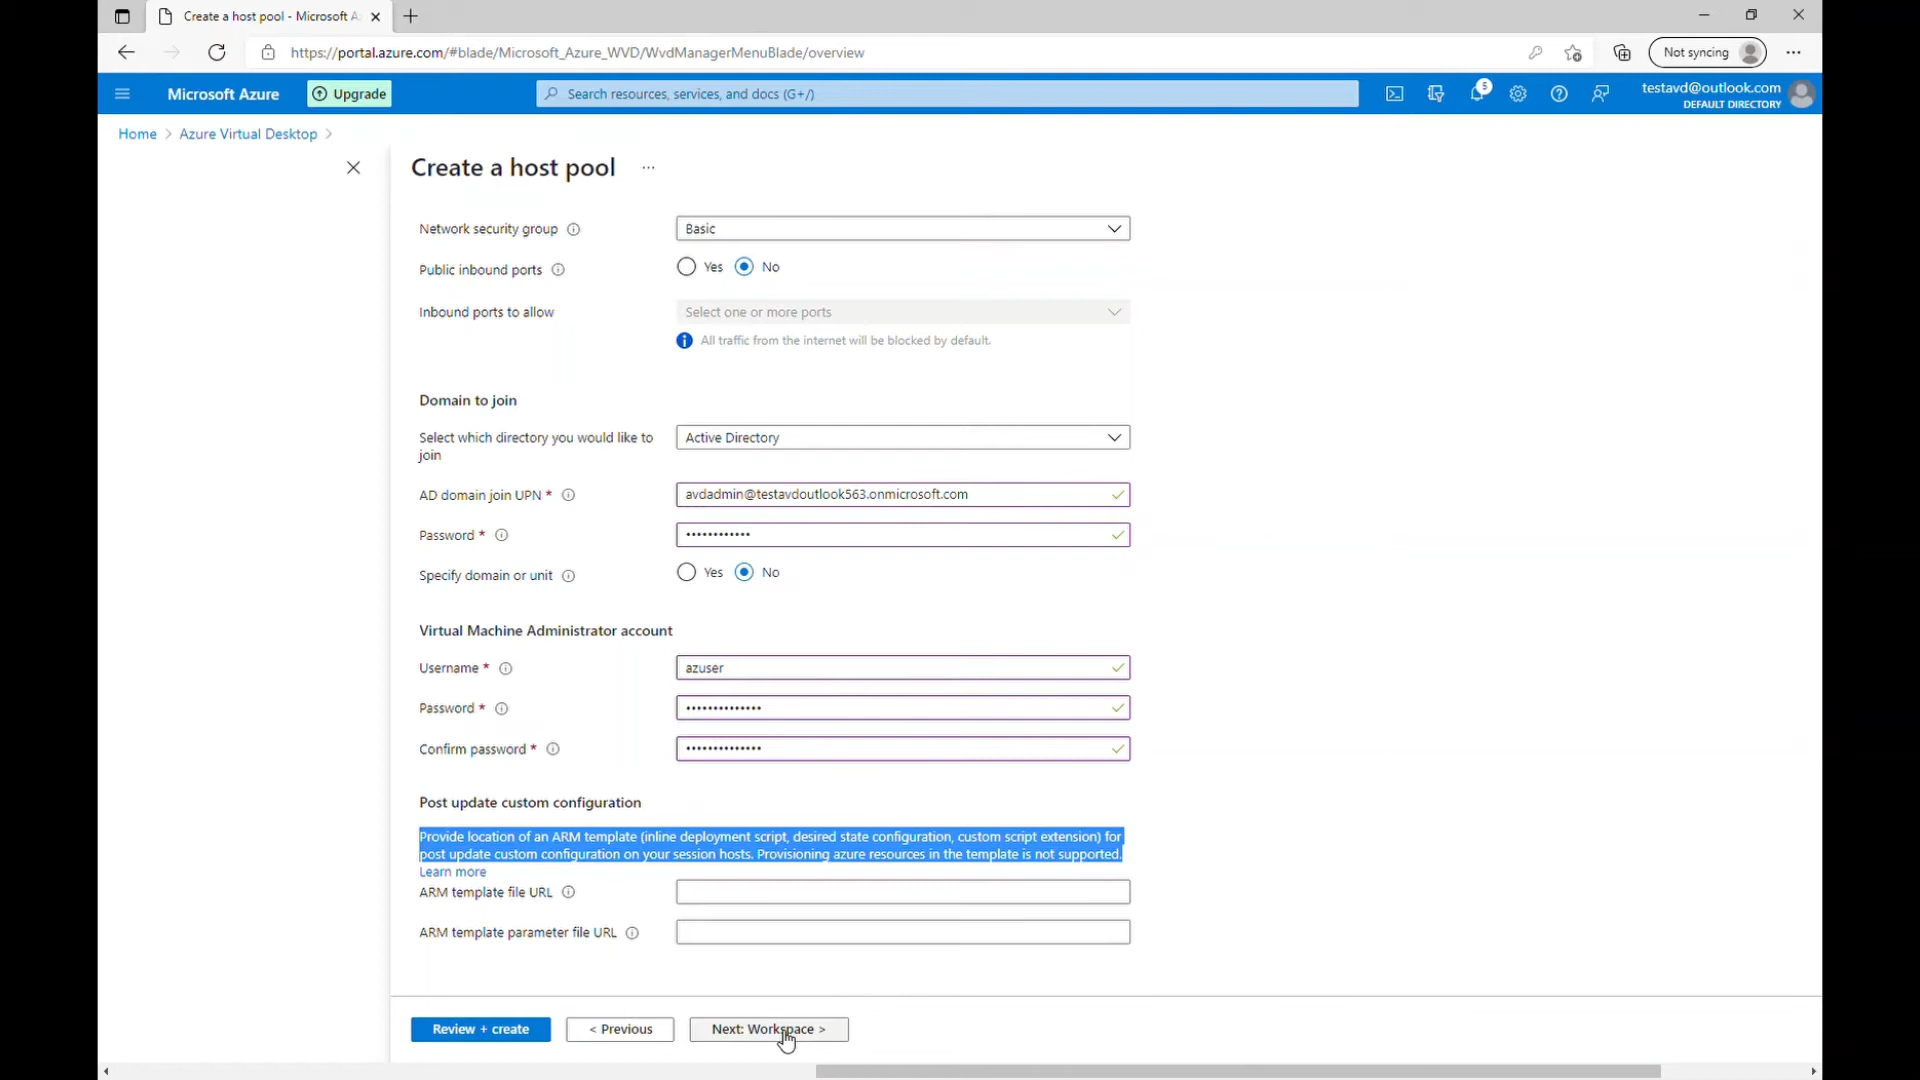 Create a host pool - Microsoft A
https://portal.azure.com/#blade/Microsoft_Azure_WVD/WvdManagerMenuBlade/overview
Not syncing
Microsoft Azure
Upgrade
Search resources, services, and docs (G+/)
5
testavd@outlook.com
DEFAULT DIRECTORY
Home > Azure Virtual Desktop >
Create a host pool
Network security group
Basic
Public inbound ports
Yes
No
Inbound ports to allow
Select one or more ports
All traffic from the internet will be blocked by default.
Domain to join
Select which directory you would like to
join
Active Directory
AD domain join UPN *
avdadmin@testavdoutlook563.onmicrosoft.com
Password *
••••••••••••
Specify domain or unit
Yes
No
Virtual Machine Administrator account
Username *
azuser
Password *
••••••••••••••
Confirm password *
••••••••••••••
Post update custom configuration
Provide location of an ARM template (inline deployment script, desired state configuration, custom script extension) for
post update custom configuration on your session hosts. Provisioning azure resources in the template is not supported.
Learn more
ARM template file URL
ARM template parameter file URL
Review + create
< Previous
Next: Workspace >